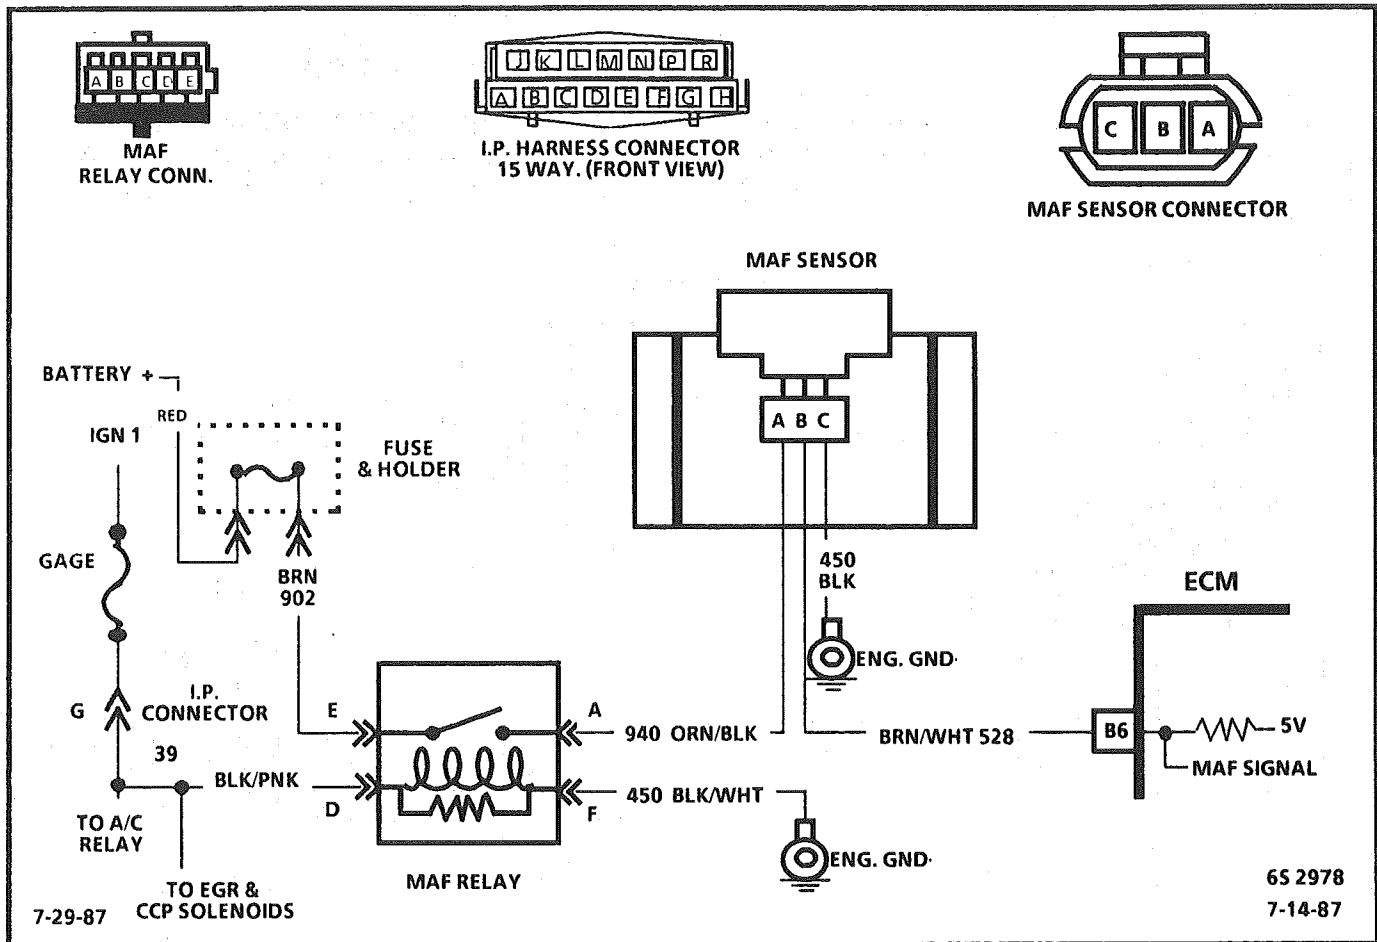 A B C D E
MAF
RELAY CONN.
J K L M N P R
A B C D E F G H
I.P. HARNESS CONNECTOR
15 WAY. (FRONT VIEW)
C B A
MAF SENSOR CONNECTOR
MAF SENSOR
A B C
BATTERY +
RED
IGN 1
FUSE
& HOLDER
GAGE
BRN
902
450
BLK
ENG. GND.
ECM
G
I.P.
CONNECTOR
39
BLK/PNK
E
D
A
F
940 ORN/BLK
450 BLK/WHT
BRN/WHT 528
B6
5V
MAF SIGNAL
TO A/C
RELAY
TO EGR &
CCP SOLENOIDS
MAF RELAY
ENG. GND.
7-29-87
6S 2978
7-14-87